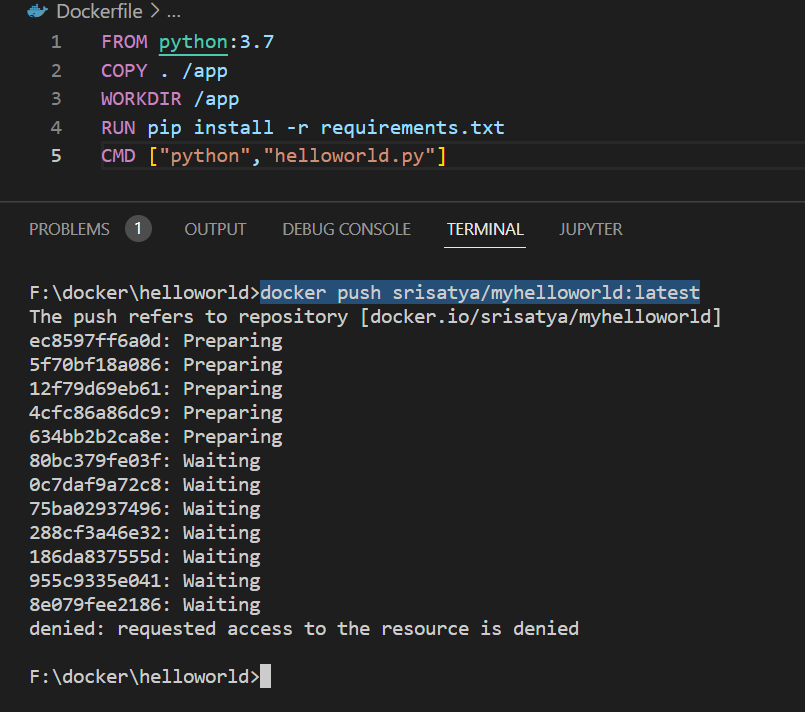 Dockerfile > ...
1 FROM python:3.7
2 COPY . /app
3 WORKDIR /app
4 RUN pip install -r requirements.txt
5 CMD ["python","helloworld.py"]
PROBLEMS 1 OUTPUT DEBUG CONSOLE TERMINAL JUPYTER
F:\docker\helloworld>docker push srisatya/myhelloworld:latest
The push refers to repository [docker.io/srisatya/myhelloworld]
ec8597ff6a0d: Preparing
5f70bf18a086: Preparing
12f79d69eb61: Preparing
4cfc86a86dc9: Preparing
634bb2b2ca8e: Preparing
80bc379fe03f: Waiting
0c7daf9a72c8: Waiting
75ba02937496: Waiting
288cf3a46e32: Waiting
186da837555d: Waiting
955c9335e041: Waiting
8e079fee2186: Waiting
denied: requested access to the resource is denied
F:\docker\helloworld>